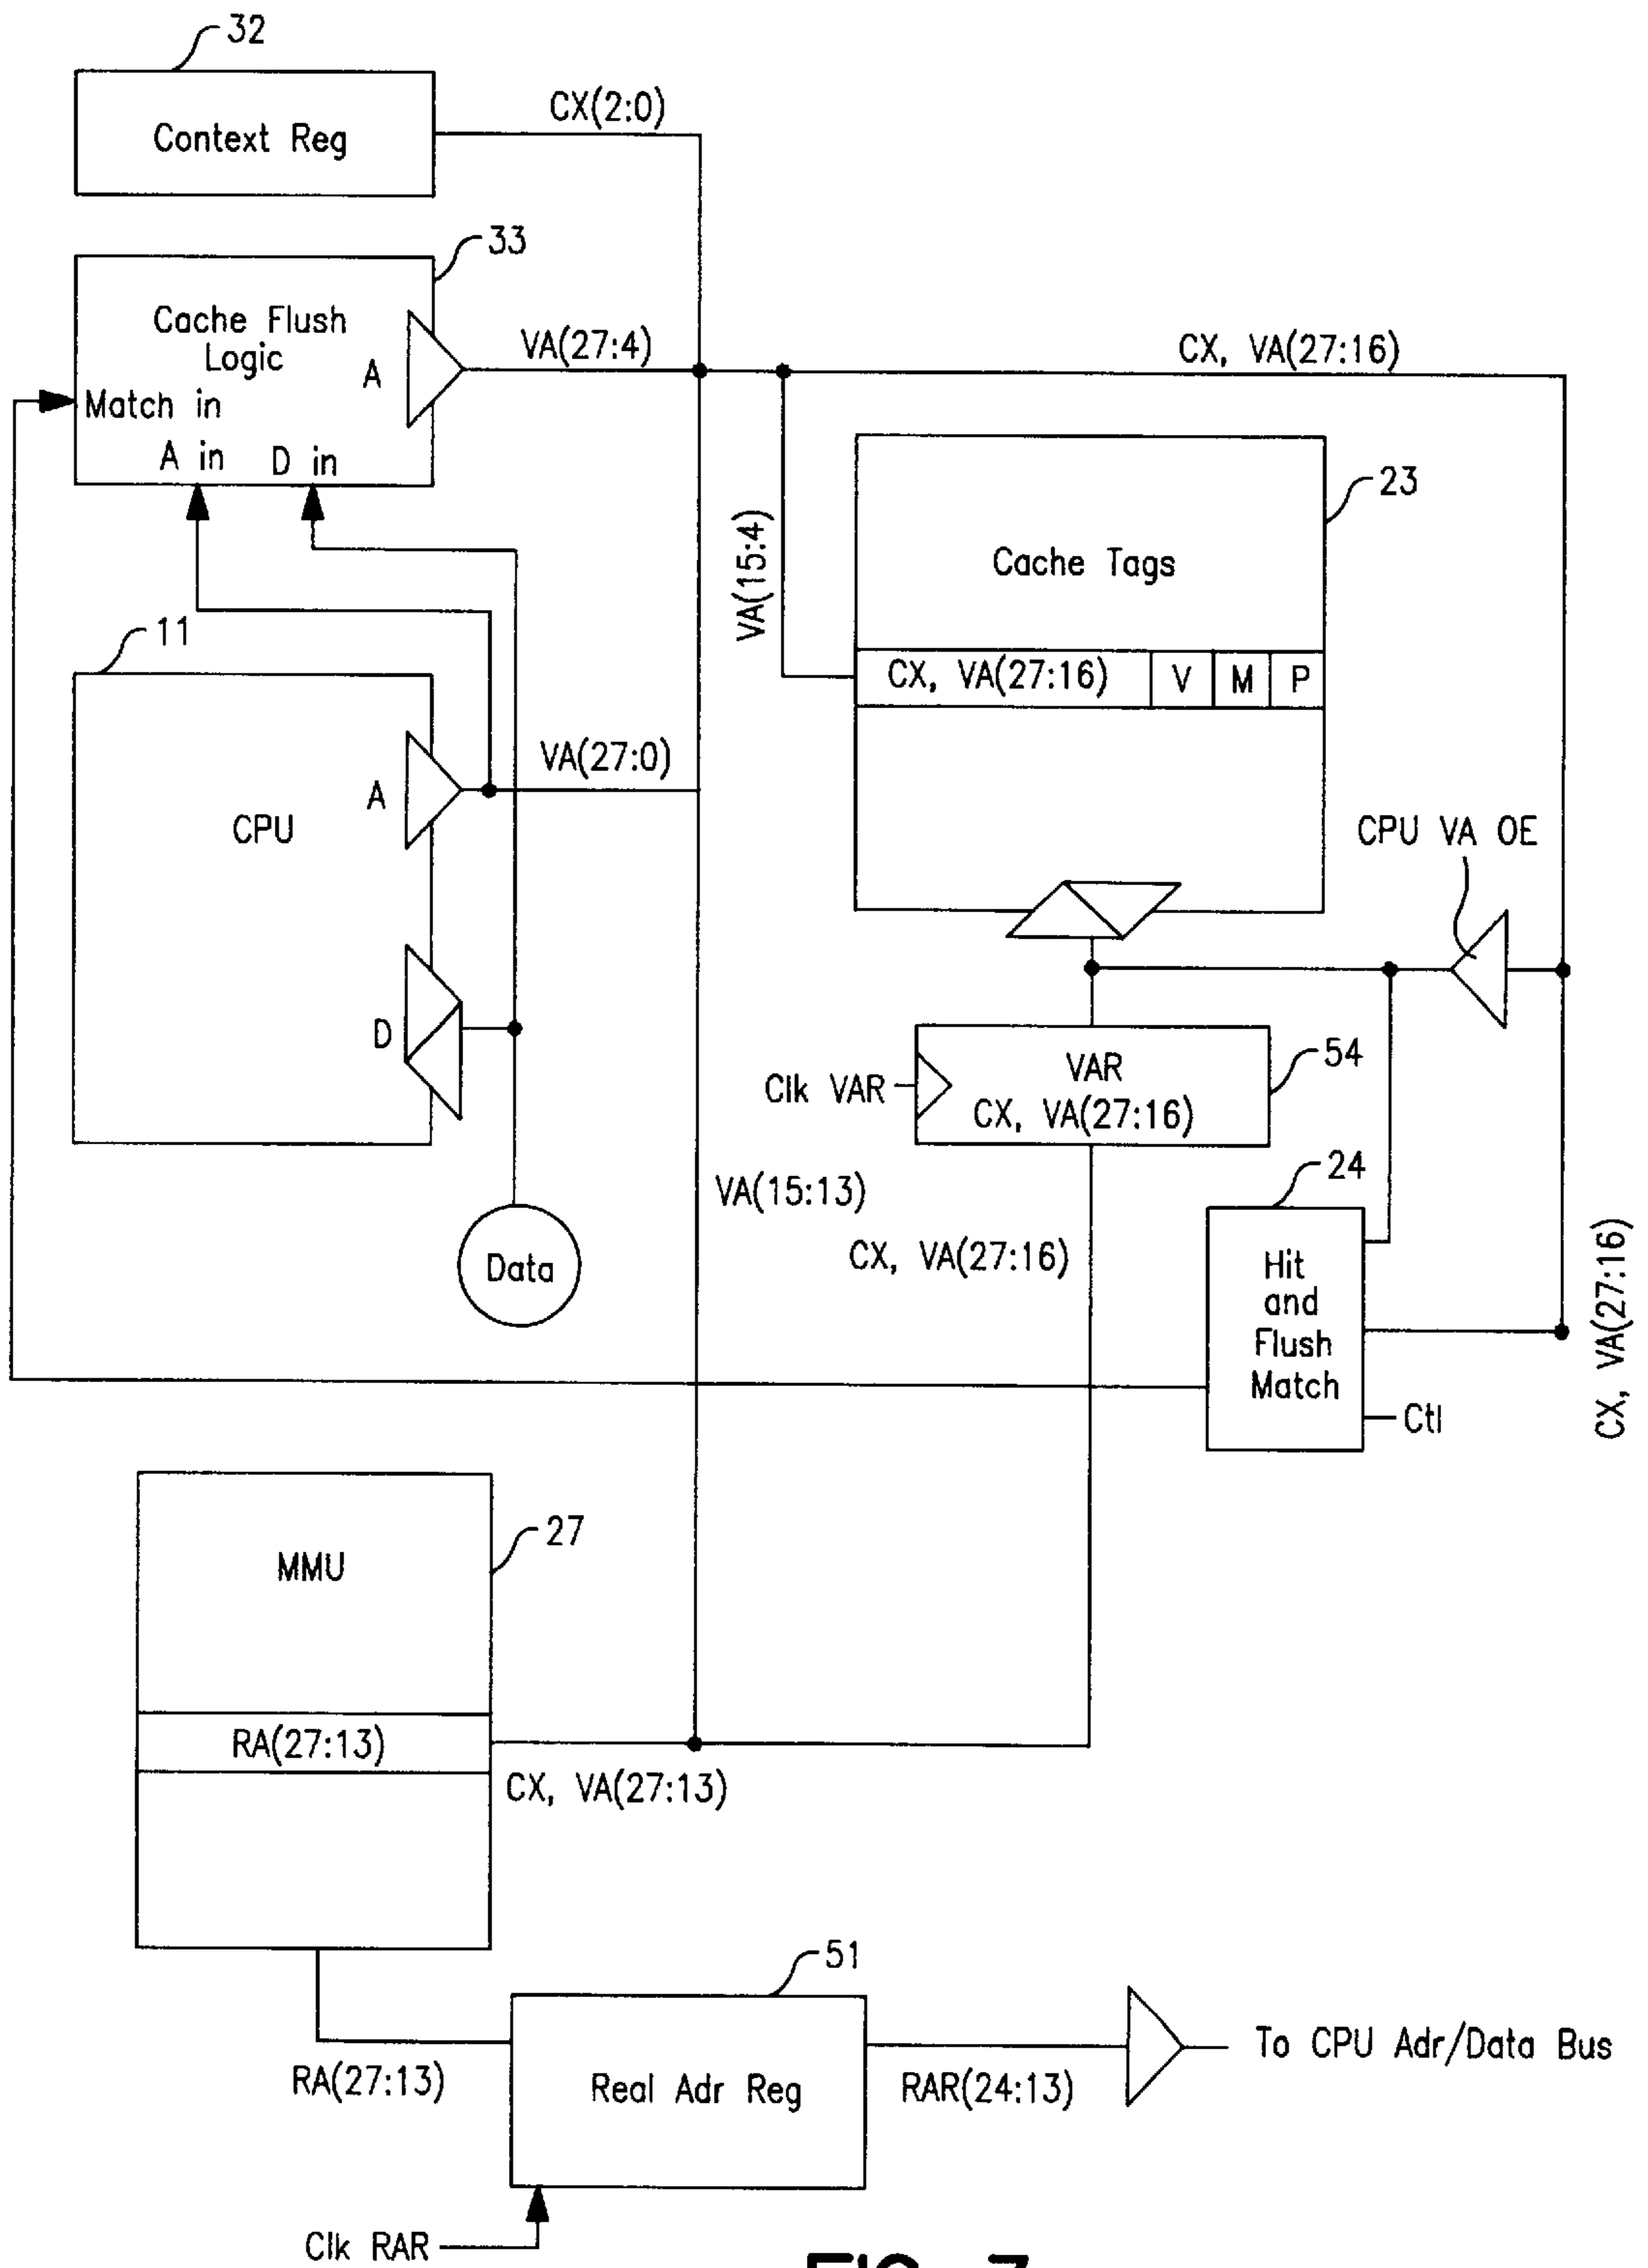 32
Context Reg
CX(2:0)
33
Cache Flush
Logic
A
Match in
A in
D in
VA(27:4)
CX, VA(27:16)
23
VA(15:4)
Cache Tags
CX, VA(27:16)
V
M
P
11
CPU
A
D
VA(27:0)
CPU VA OE
Data
54
Clk VAR
VAR
CX, VA(27:16)
VA(15:13)
CX, VA(27:16)
24
Hit
and
Flush
Match
Ctl
CX, VA(27:16)
MMU
27
RA(27:13)
CX, VA(27:13)
51
RA(27:13)
Real Adr Reg
RAR(24:13)
To CPU Adr/Data Bus
Clk RAR